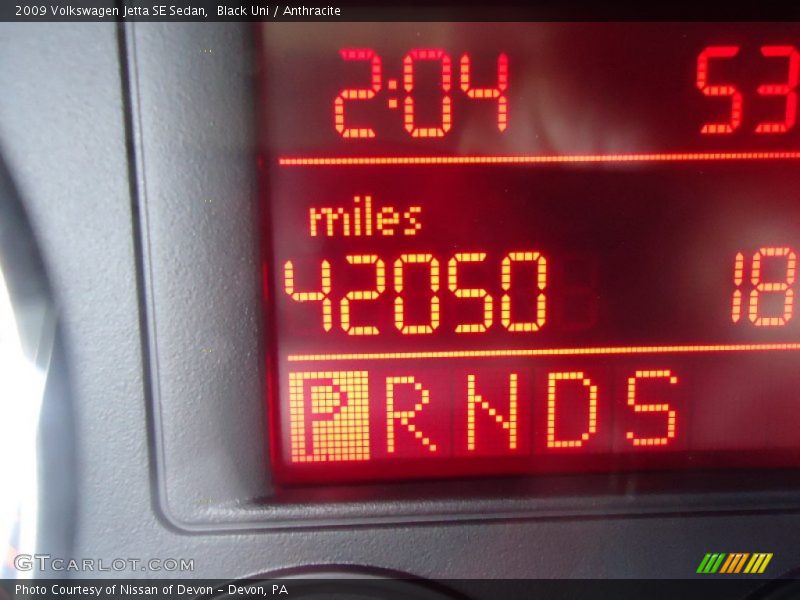 2009 Volkswagen Jetta SE Sedan,  Black Uni / Anthracite
2:04 53
miles
42050 18
P R N D S
GTCARLOT.COM
Photo Courtesy of Nissan of Devon - Devon, PA